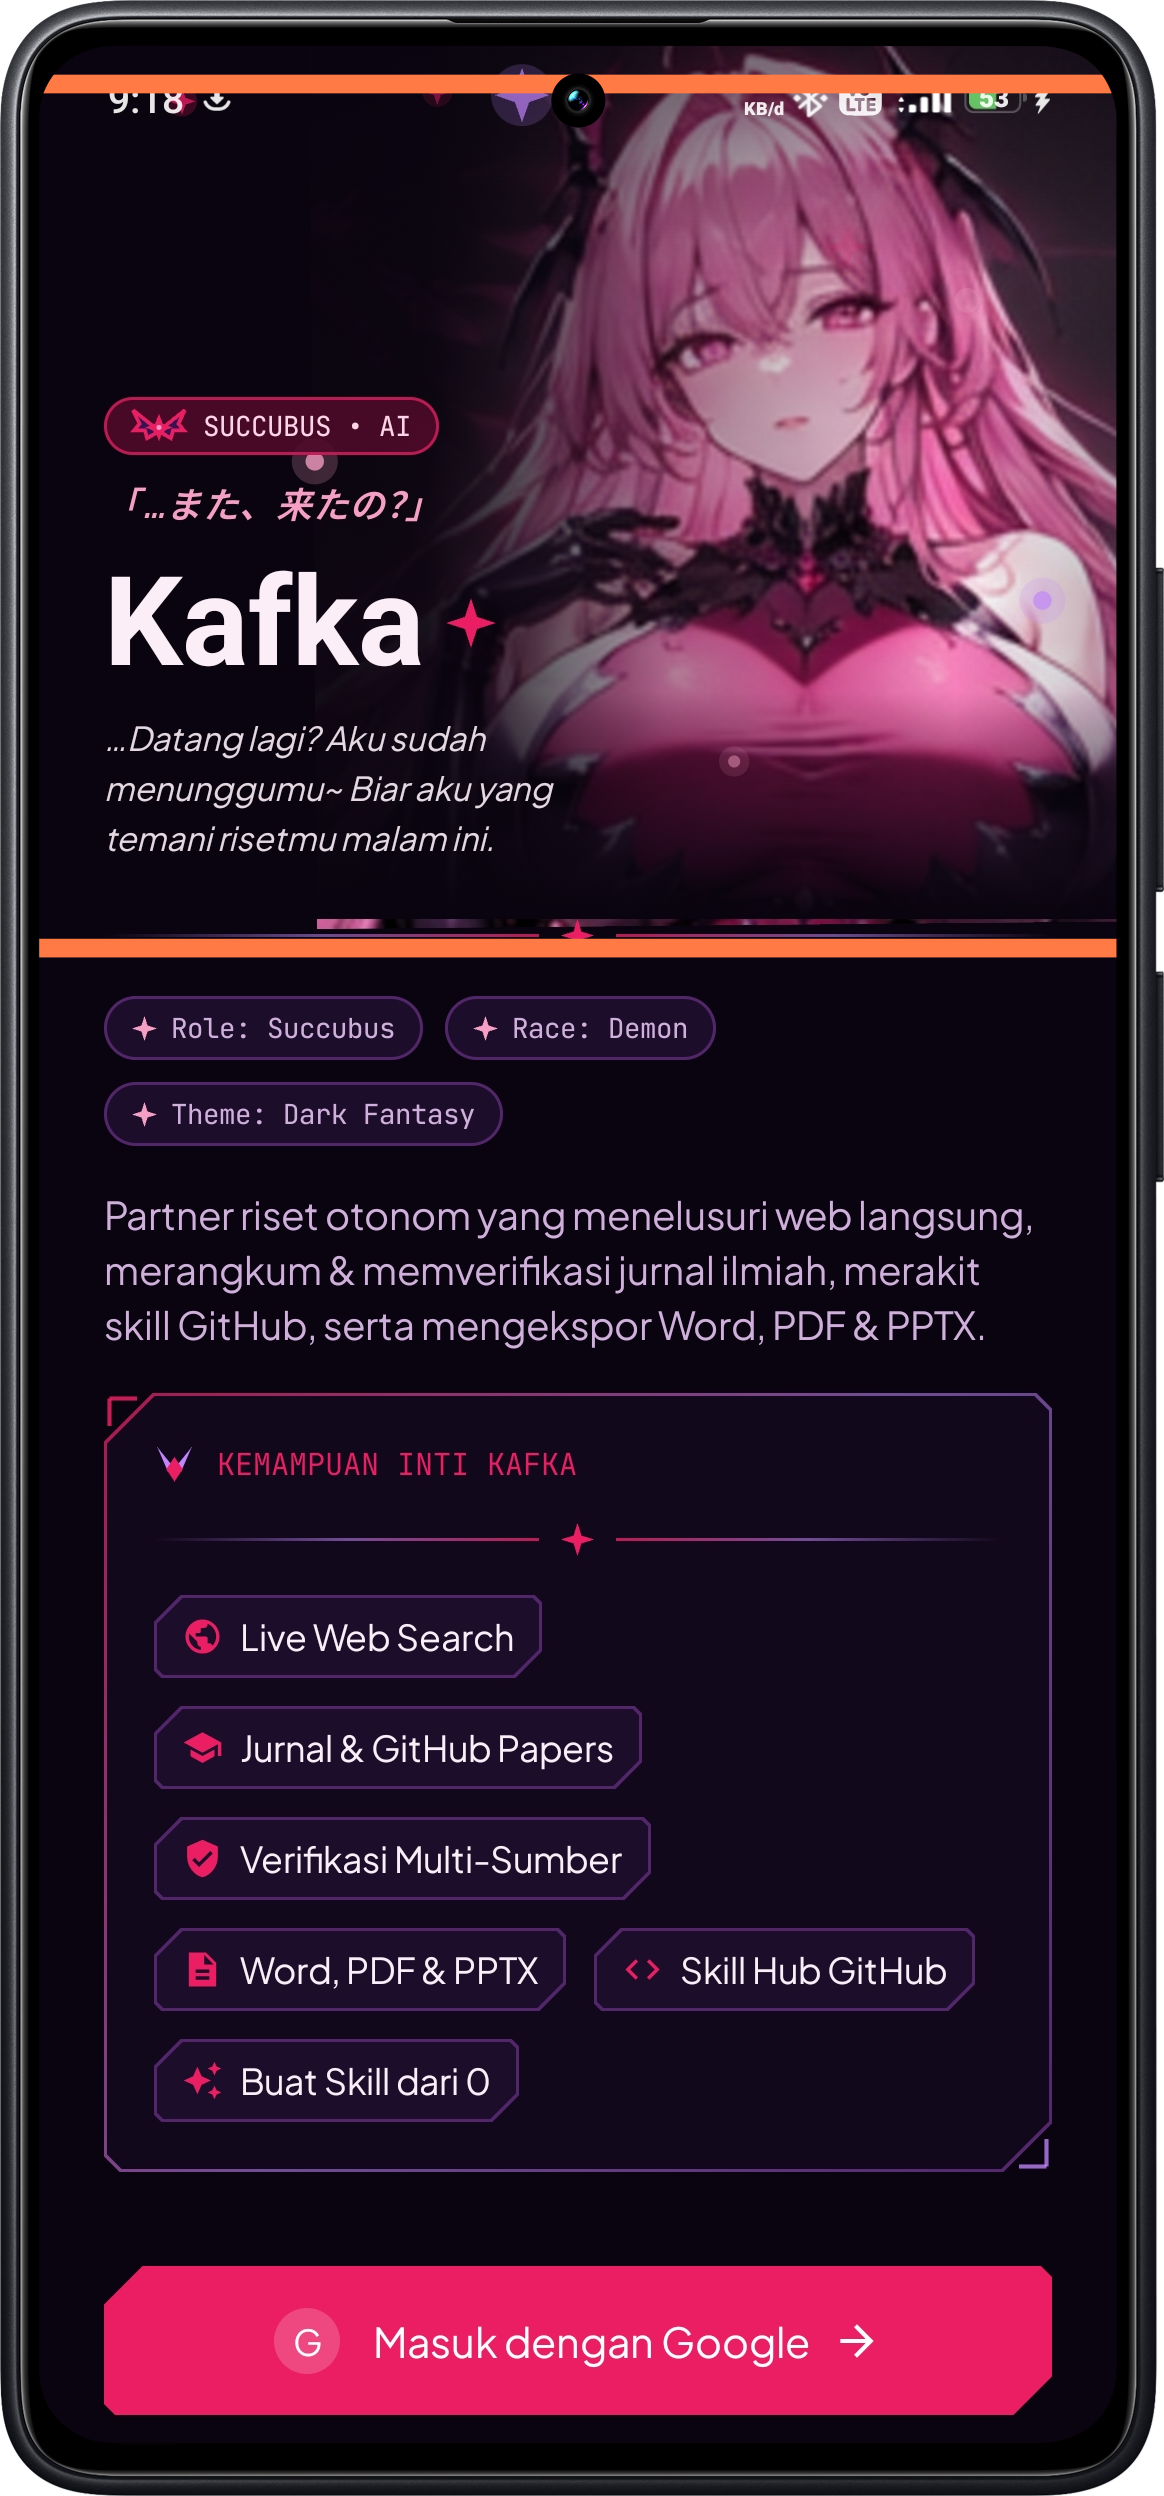 9:18
KB/d
LTE
53
SUCCUBUS • AI
「...また、来たの?」
Kafka
...Datang lagi? Aku sudah
menunggumu~ Biar aku yang
temani risetmu malam ini.
Role: Succubus
Race: Demon
Theme: Dark Fantasy
Partner riset otonom yang menelusuri web langsung,
merangkum & memverifikasi jurnal ilmiah, merakit
skill GitHub, serta mengekspor Word, PDF & PPTX.
KEMAMPUAN INTI KAFKA
Live Web Search
Jurnal & GitHub Papers
Verifikasi Multi-Sumber
Word, PDF & PPTX
Skill Hub GitHub
Buat Skill dari 0
G Masuk dengan Google →